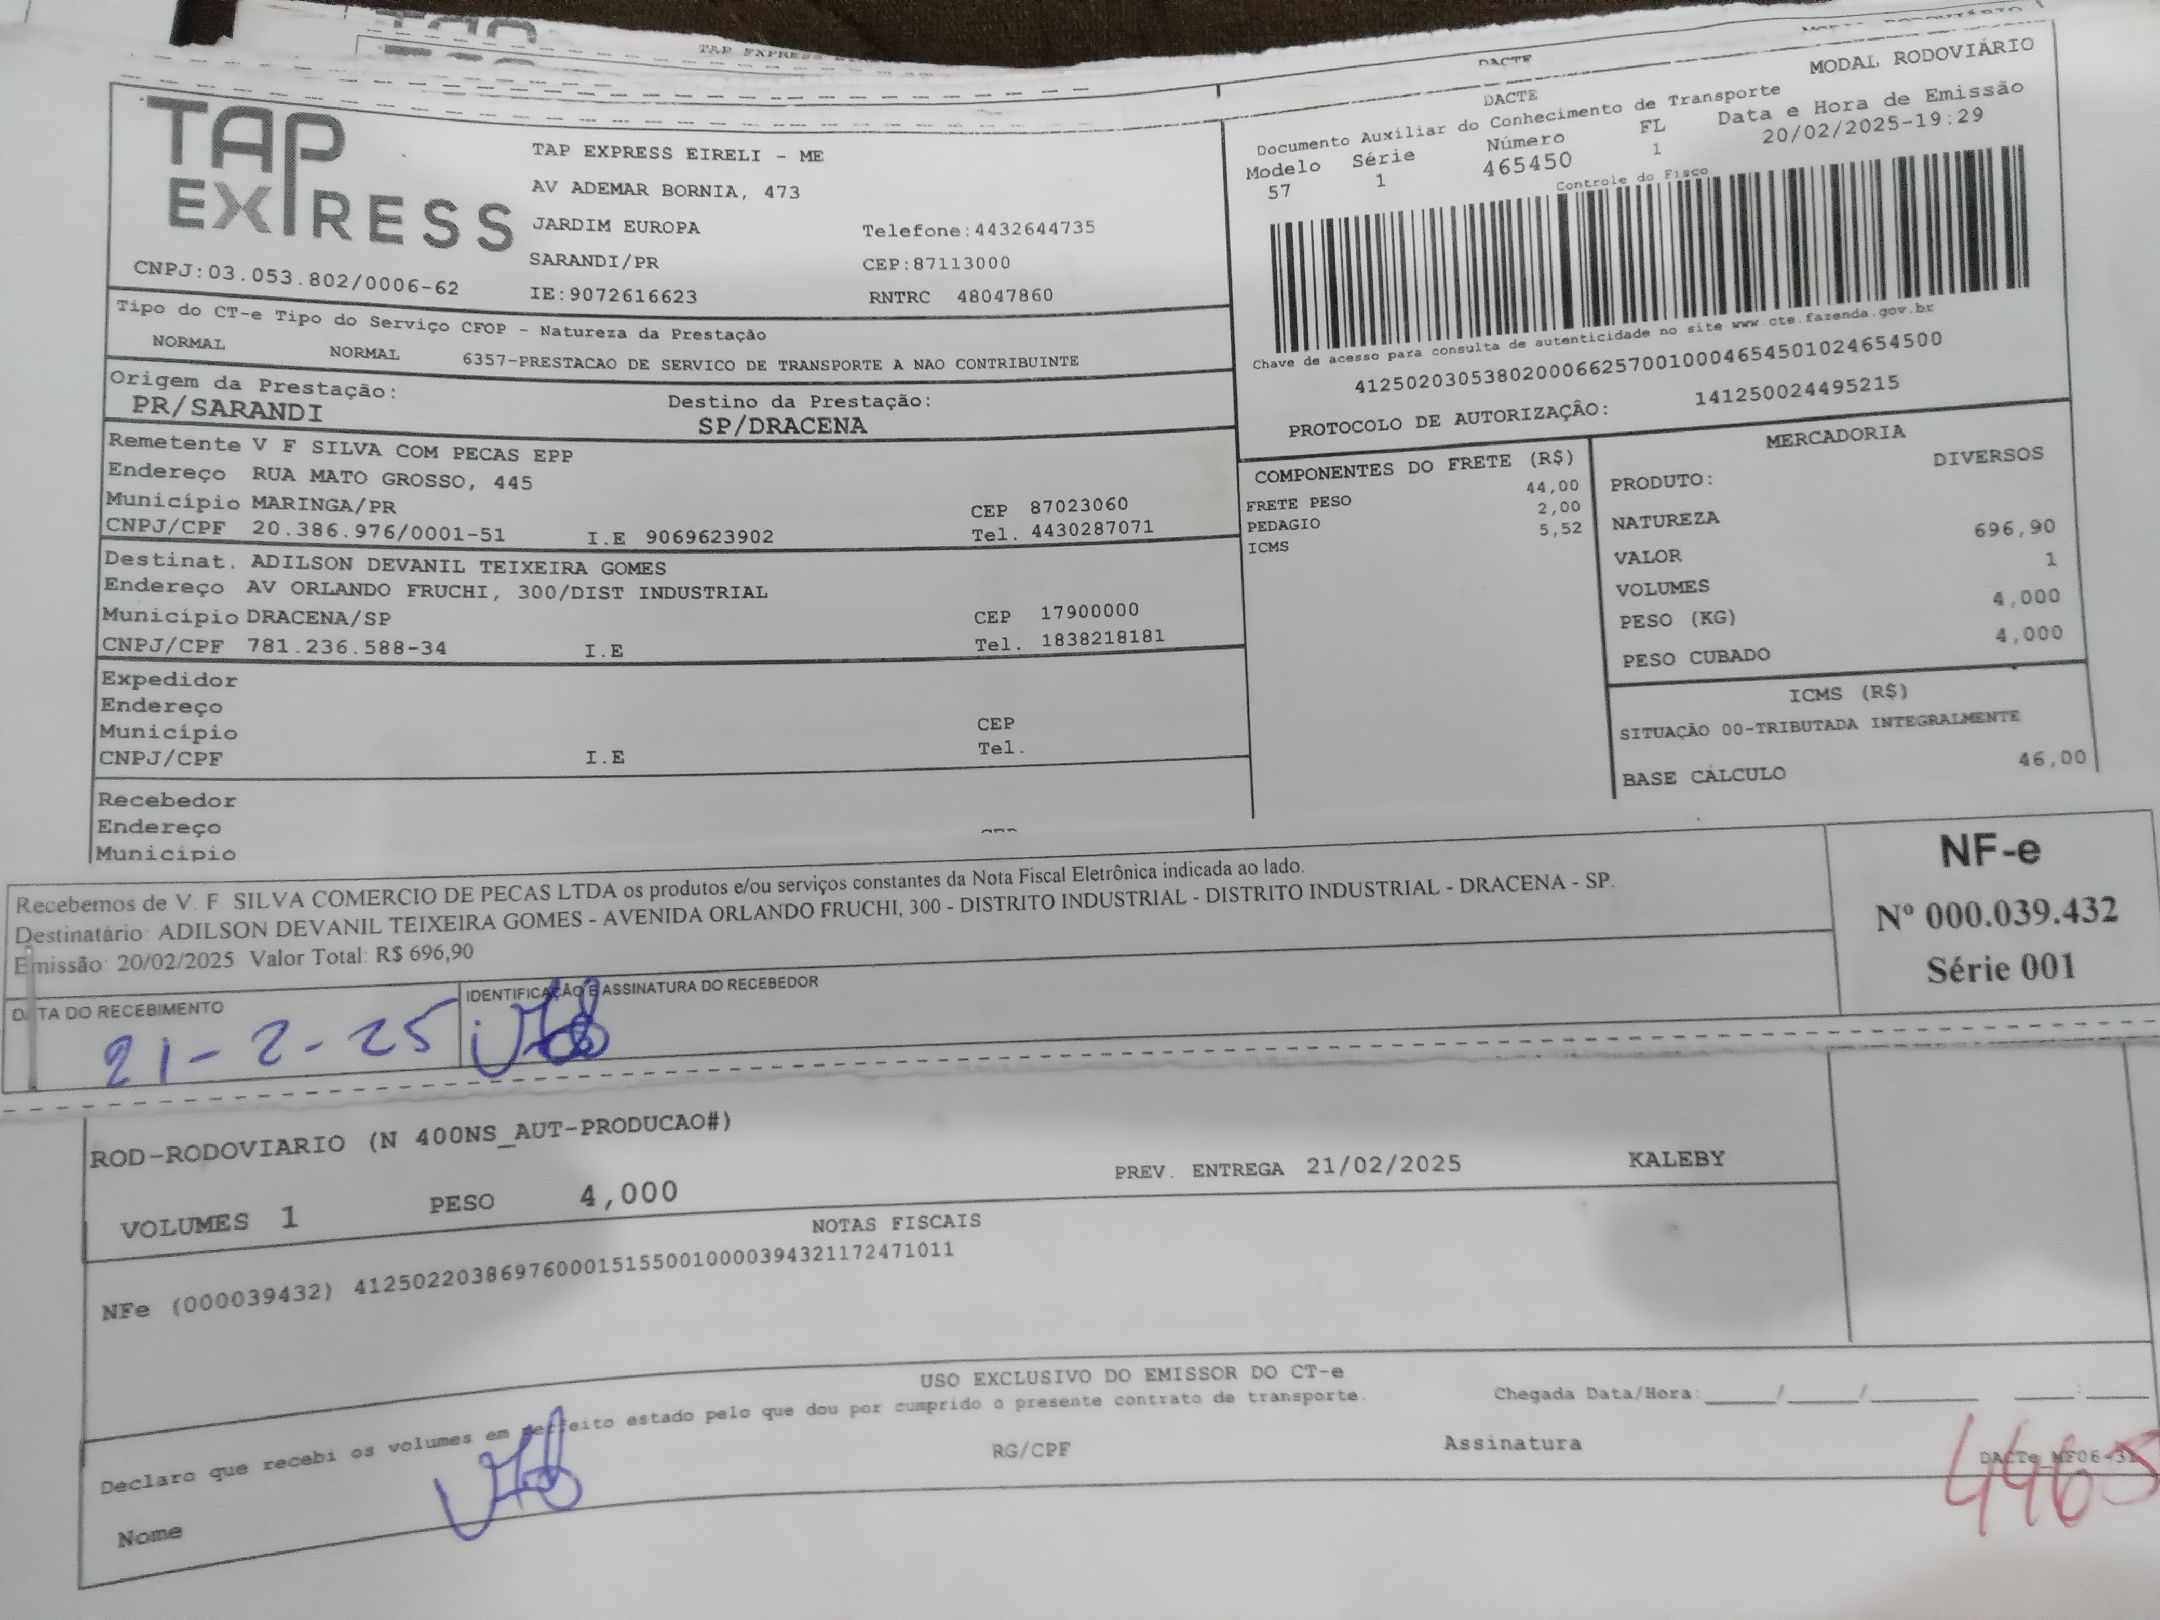 TAP EXPRESS
DACTE
DACTE
MODAL RODOVIÁRIO
Documento Auxiliar do Conhecimento de Transporte
Modelo Série Número FL Data e Hora de Emissão
57 1 465450 1 20/02/2025-19:29
Controle do Fisco
TAP EXPRESS
TAP EXPRESS EIRELI - ME
AV ADEMAR BORNIA, 473
JARDIM EUROPA Telefone:4432644735
SARANDI/PR CEP:87113000
CNPJ:03.053.802/0006-62 IE:9072616623 RNTRC 48047860
Chave de acesso para consulta de autenticidade no site www.cte.fazenda.gov.br
41250203053802000662570010004654501024654500
PROTOCOLO DE AUTORIZAÇÃO: 141250024495215
Tipo do CT-e Tipo do Serviço CFOP - Natureza da Prestação
NORMAL NORMAL 6357-PRESTACAO DE SERVICO DE TRANSPORTE A NAO CONTRIBUINTE
Origem da Prestação: Destino da Prestação:
PR/SARANDI SP/DRACENA
Remetente V F SILVA COM PECAS EPP
Endereço RUA MATO GROSSO, 445
Município MARINGA/PR CEP 87023060
CNPJ/CPF 20.386.976/0001-51 I.E 9069623902 Tel. 4430287071
Destinat. ADILSON DEVANIL TEIXEIRA GOMES
Endereço AV ORLANDO FRUCHI, 300/DIST INDUSTRIAL
Município DRACENA/SP CEP 17900000
CNPJ/CPF 781.236.588-34 I.E Tel. 1838218181
Expedidor
Endereço
Município CEP
CNPJ/CPF I.E Tel.
Recebedor
Endereço
Município
COMPONENTES DO FRETE (R$)
FRETE PESO 44,00
PEDAGIO 2,00
ICMS 5,52
MERCADORIA
PRODUTO: DIVERSOS
NATUREZA
VALOR 696,90
VOLUMES 1
PESO (KG) 4,000
PESO CUBADO 4,000
ICMS (R$)
SITUAÇÃO 00-TRIBUTADA INTEGRALMENTE
BASE CÁLCULO 46,00
Recebemos de V. F SILVA COMERCIO DE PECAS LTDA os produtos e/ou serviços constantes da Nota Fiscal Eletrônica indicada ao lado.
Destinatário: ADILSON DEVANIL TEIXEIRA GOMES - AVENIDA ORLANDO FRUCHI, 300 - DISTRITO INDUSTRIAL - DISTRITO INDUSTRIAL - DRACENA - SP.
Emissão: 20/02/2025 Valor Total: R$ 696,90
NF-e
Nº 000.039.432
Série 001
DATA DO RECEBIMENTO IDENTIFICAÇÃO E ASSINATURA DO RECEBEDOR
21-2-25
ROD-RODOVIARIO (N 400NS_AUT-PRODUCAO#)
VOLUMES 1 PESO 4,000 PREV. ENTREGA 21/02/2025 KALEBY
NOTAS FISCAIS
NFe (000039432) 41250220386976000151550010000394321172471011
USO EXCLUSIVO DO EMISSOR DO CT-e
Declaro que recebi os volumes em perfeito estado pelo que dou por cumprido o presente contrato de transporte. Chegada Data/Hora:
Nome RG/CPF Assinatura